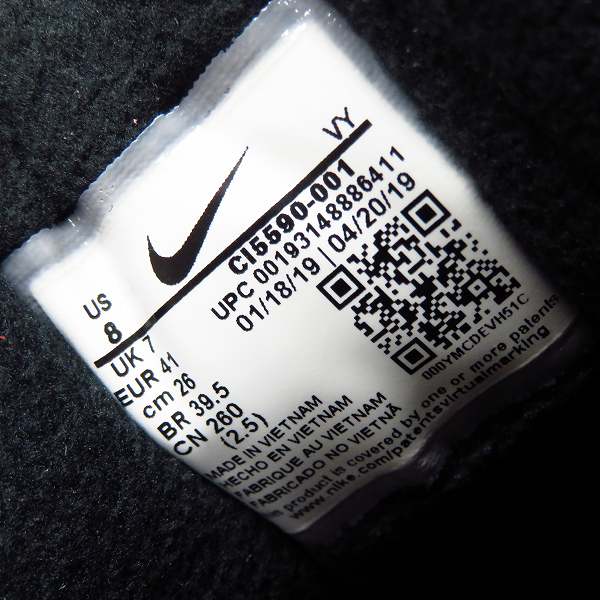 VY
CI5590-001
UPC 00193148886411
01/18/19 | 04/20/19
000YMCDEVH51C
US
8
UK 7
EUR 41
cm 26
BR 39.5
CN 260
(2.5)
MADE IN VIETNAM
HECHO EN VIETNAM
FABRIQUE AU VIETNAM
FABRICADO NO VIETNÃ
product is covered by one or more patents
www.nike.com/patentsvirtualmarking